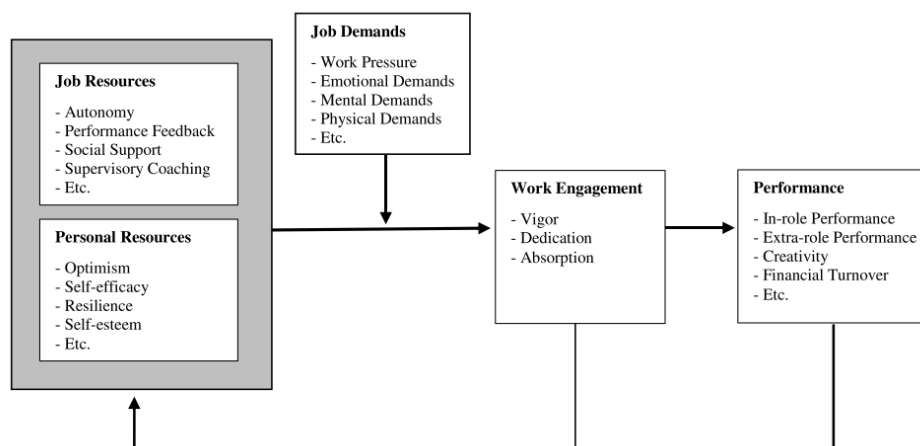 Job Demands
- Work Pressure
- Emotional Demands
- Mental Demands
- Physical Demands
- Etc.
Job Resources
- Autonomy
- Performance Feedback
- Social Support
- Supervisory Coaching
- Etc.
Personal Resources
- Optimism
- Self-efficacy
- Resilience
- Self-esteem
- Etc.
Work Engagement
- Vigor
- Dedication
- Absorption
Performance
- In-role Performance
- Extra-role Performance
- Creativity
- Financial Turnover
- Etc.